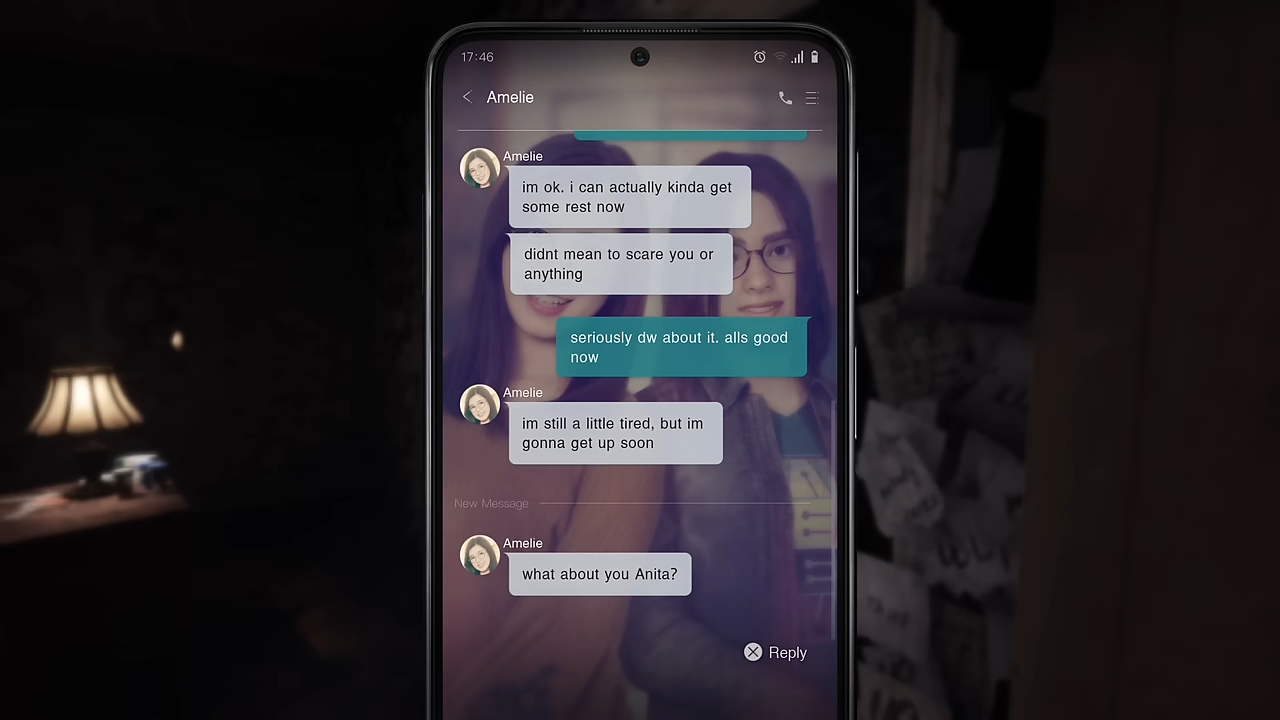 17:46
Amelie
Amelie
im ok. i can actually kinda get
some rest now
didnt mean to scare you or
anything
seriously dw about it. alls good
now
Amelie
im still a little tired, but im
gonna get up soon
New Message
Amelie
what about you Anita?
Reply